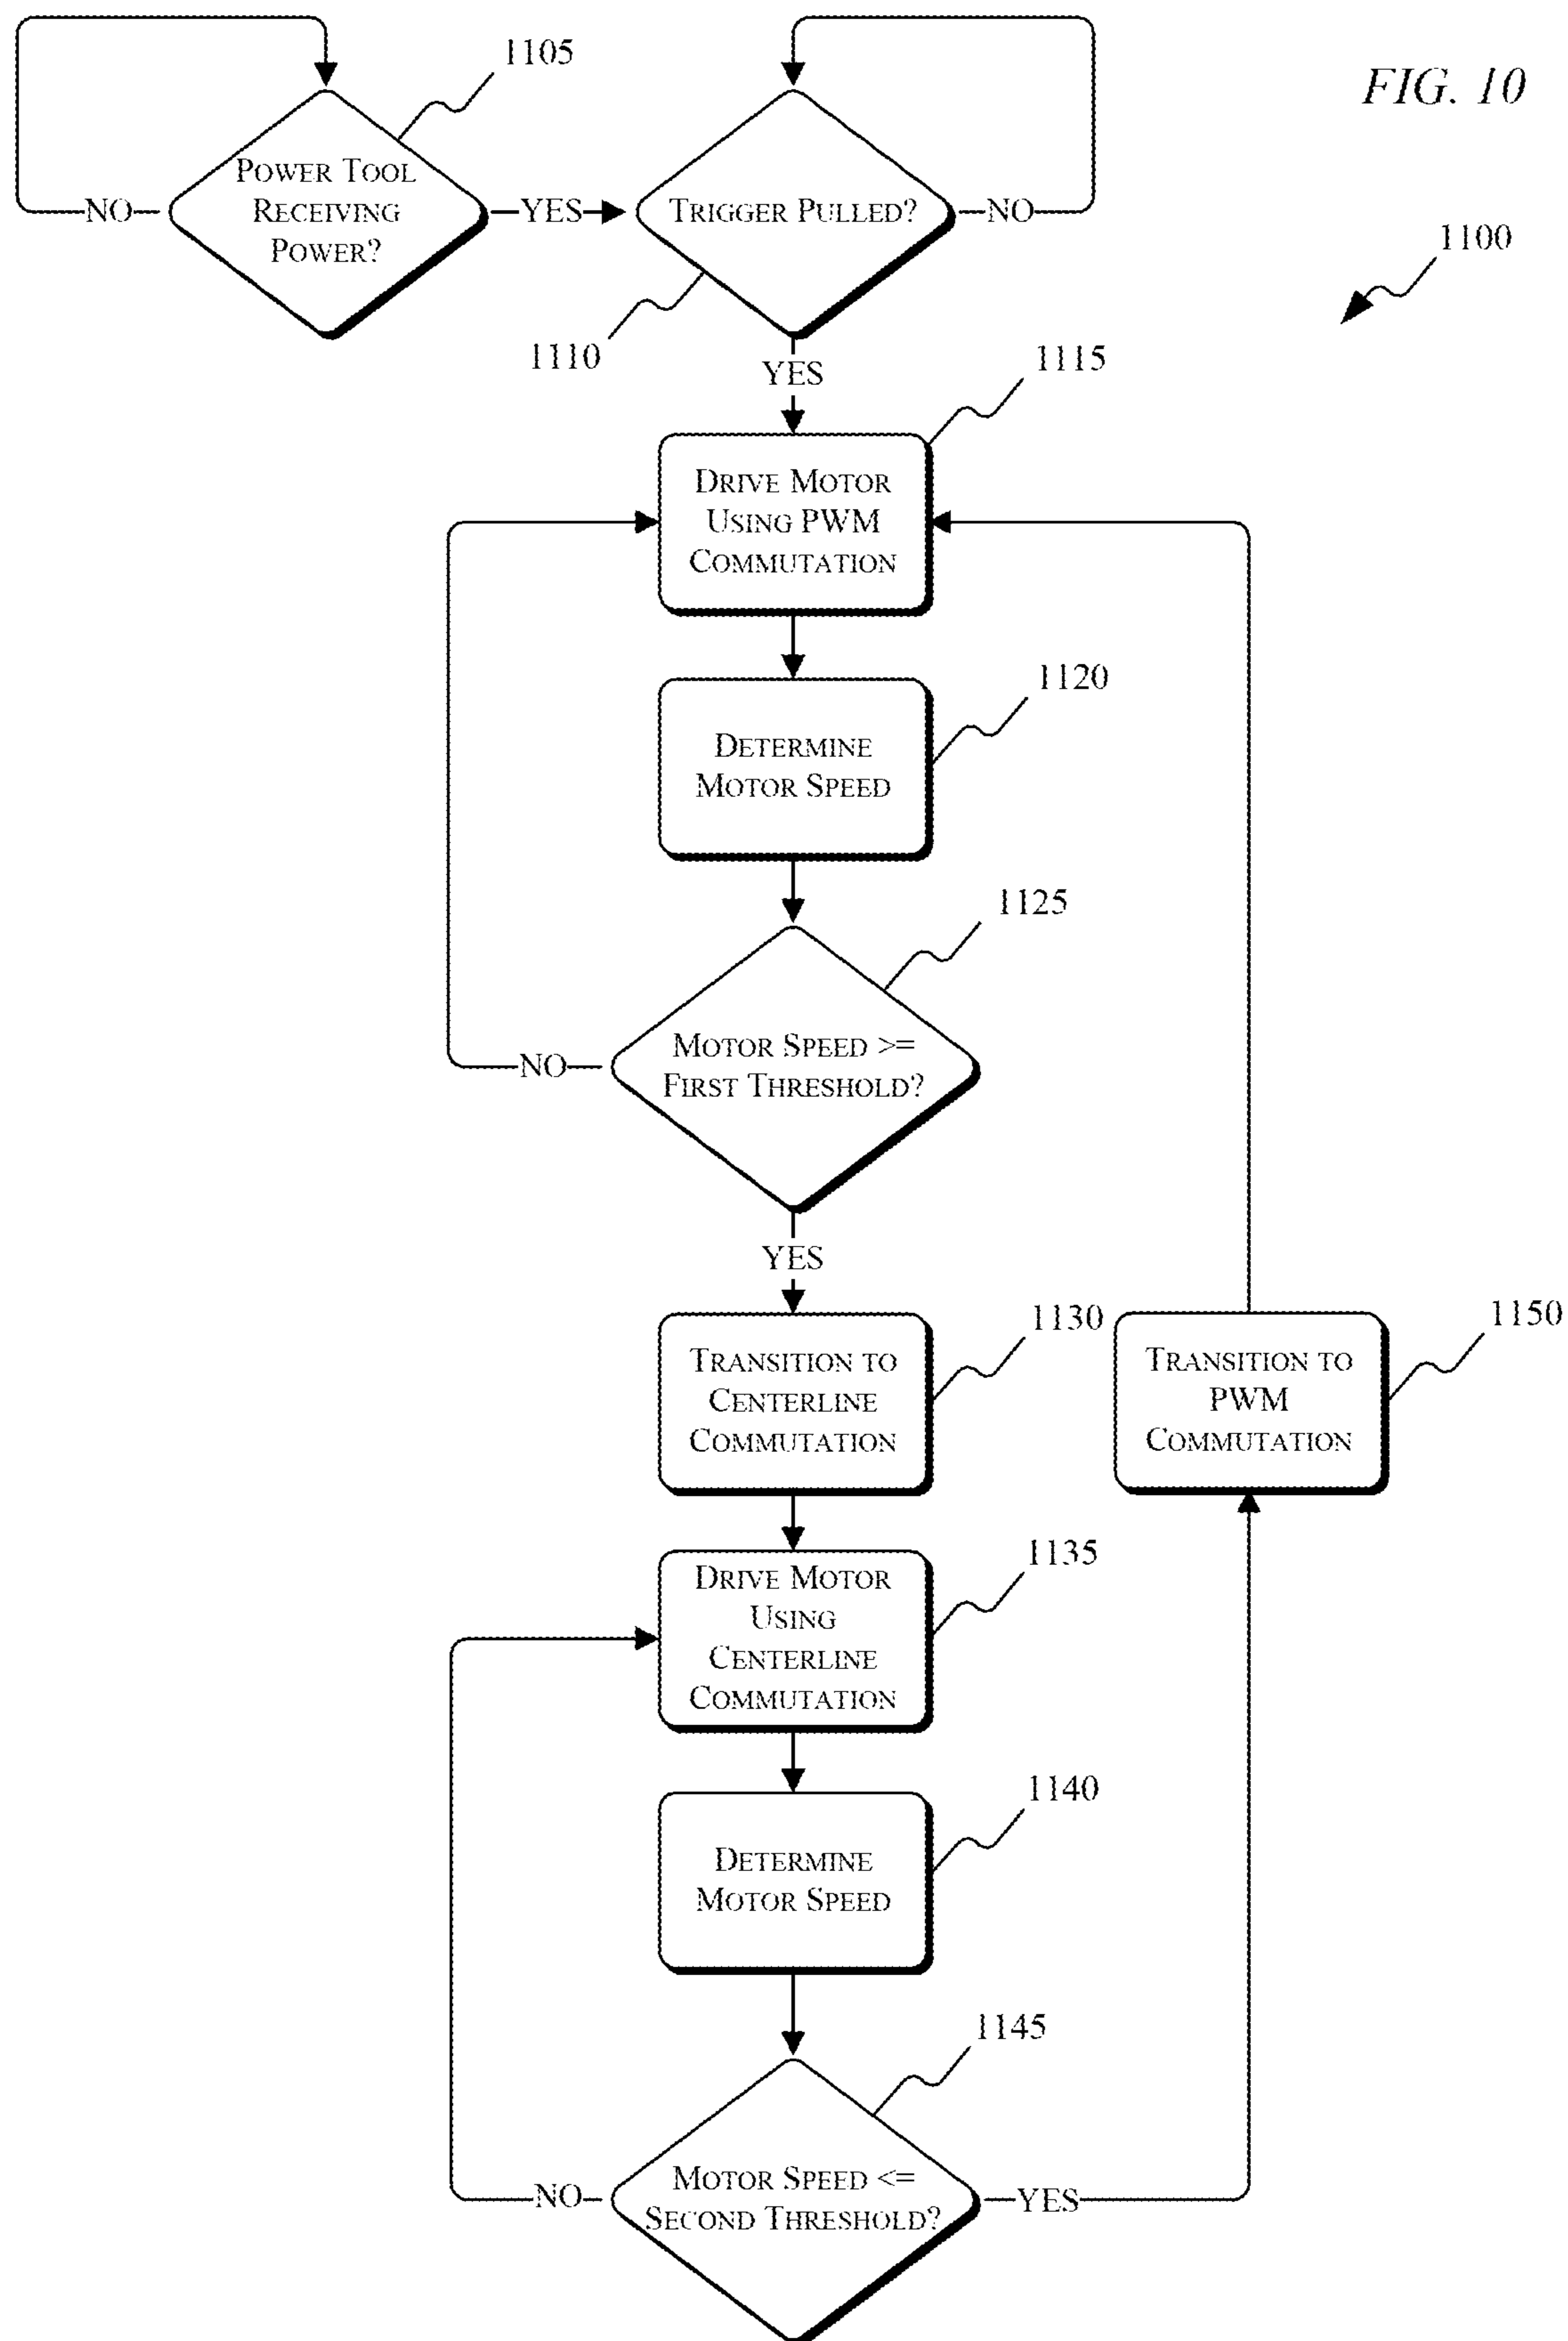 FIG. 10
1105
POWER TOOL
RECEIVING
POWER?
NO
YES
TRIGGER PULLED?
NO
1110
1100
YES
1115
DRIVE MOTOR
USING PWM
COMMUTATION
1120
DETERMINE
MOTOR SPEED
1125
MOTOR SPEED >=
FIRST THRESHOLD?
NO
YES
1130
TRANSITION TO
CENTERLINE
COMMUTATION
1150
TRANSITION TO
PWM
COMMUTATION
1135
DRIVE MOTOR
USING
CENTERLINE
COMMUTATION
1140
DETERMINE
MOTOR SPEED
1145
MOTOR SPEED <=
SECOND THRESHOLD?
NO
YES